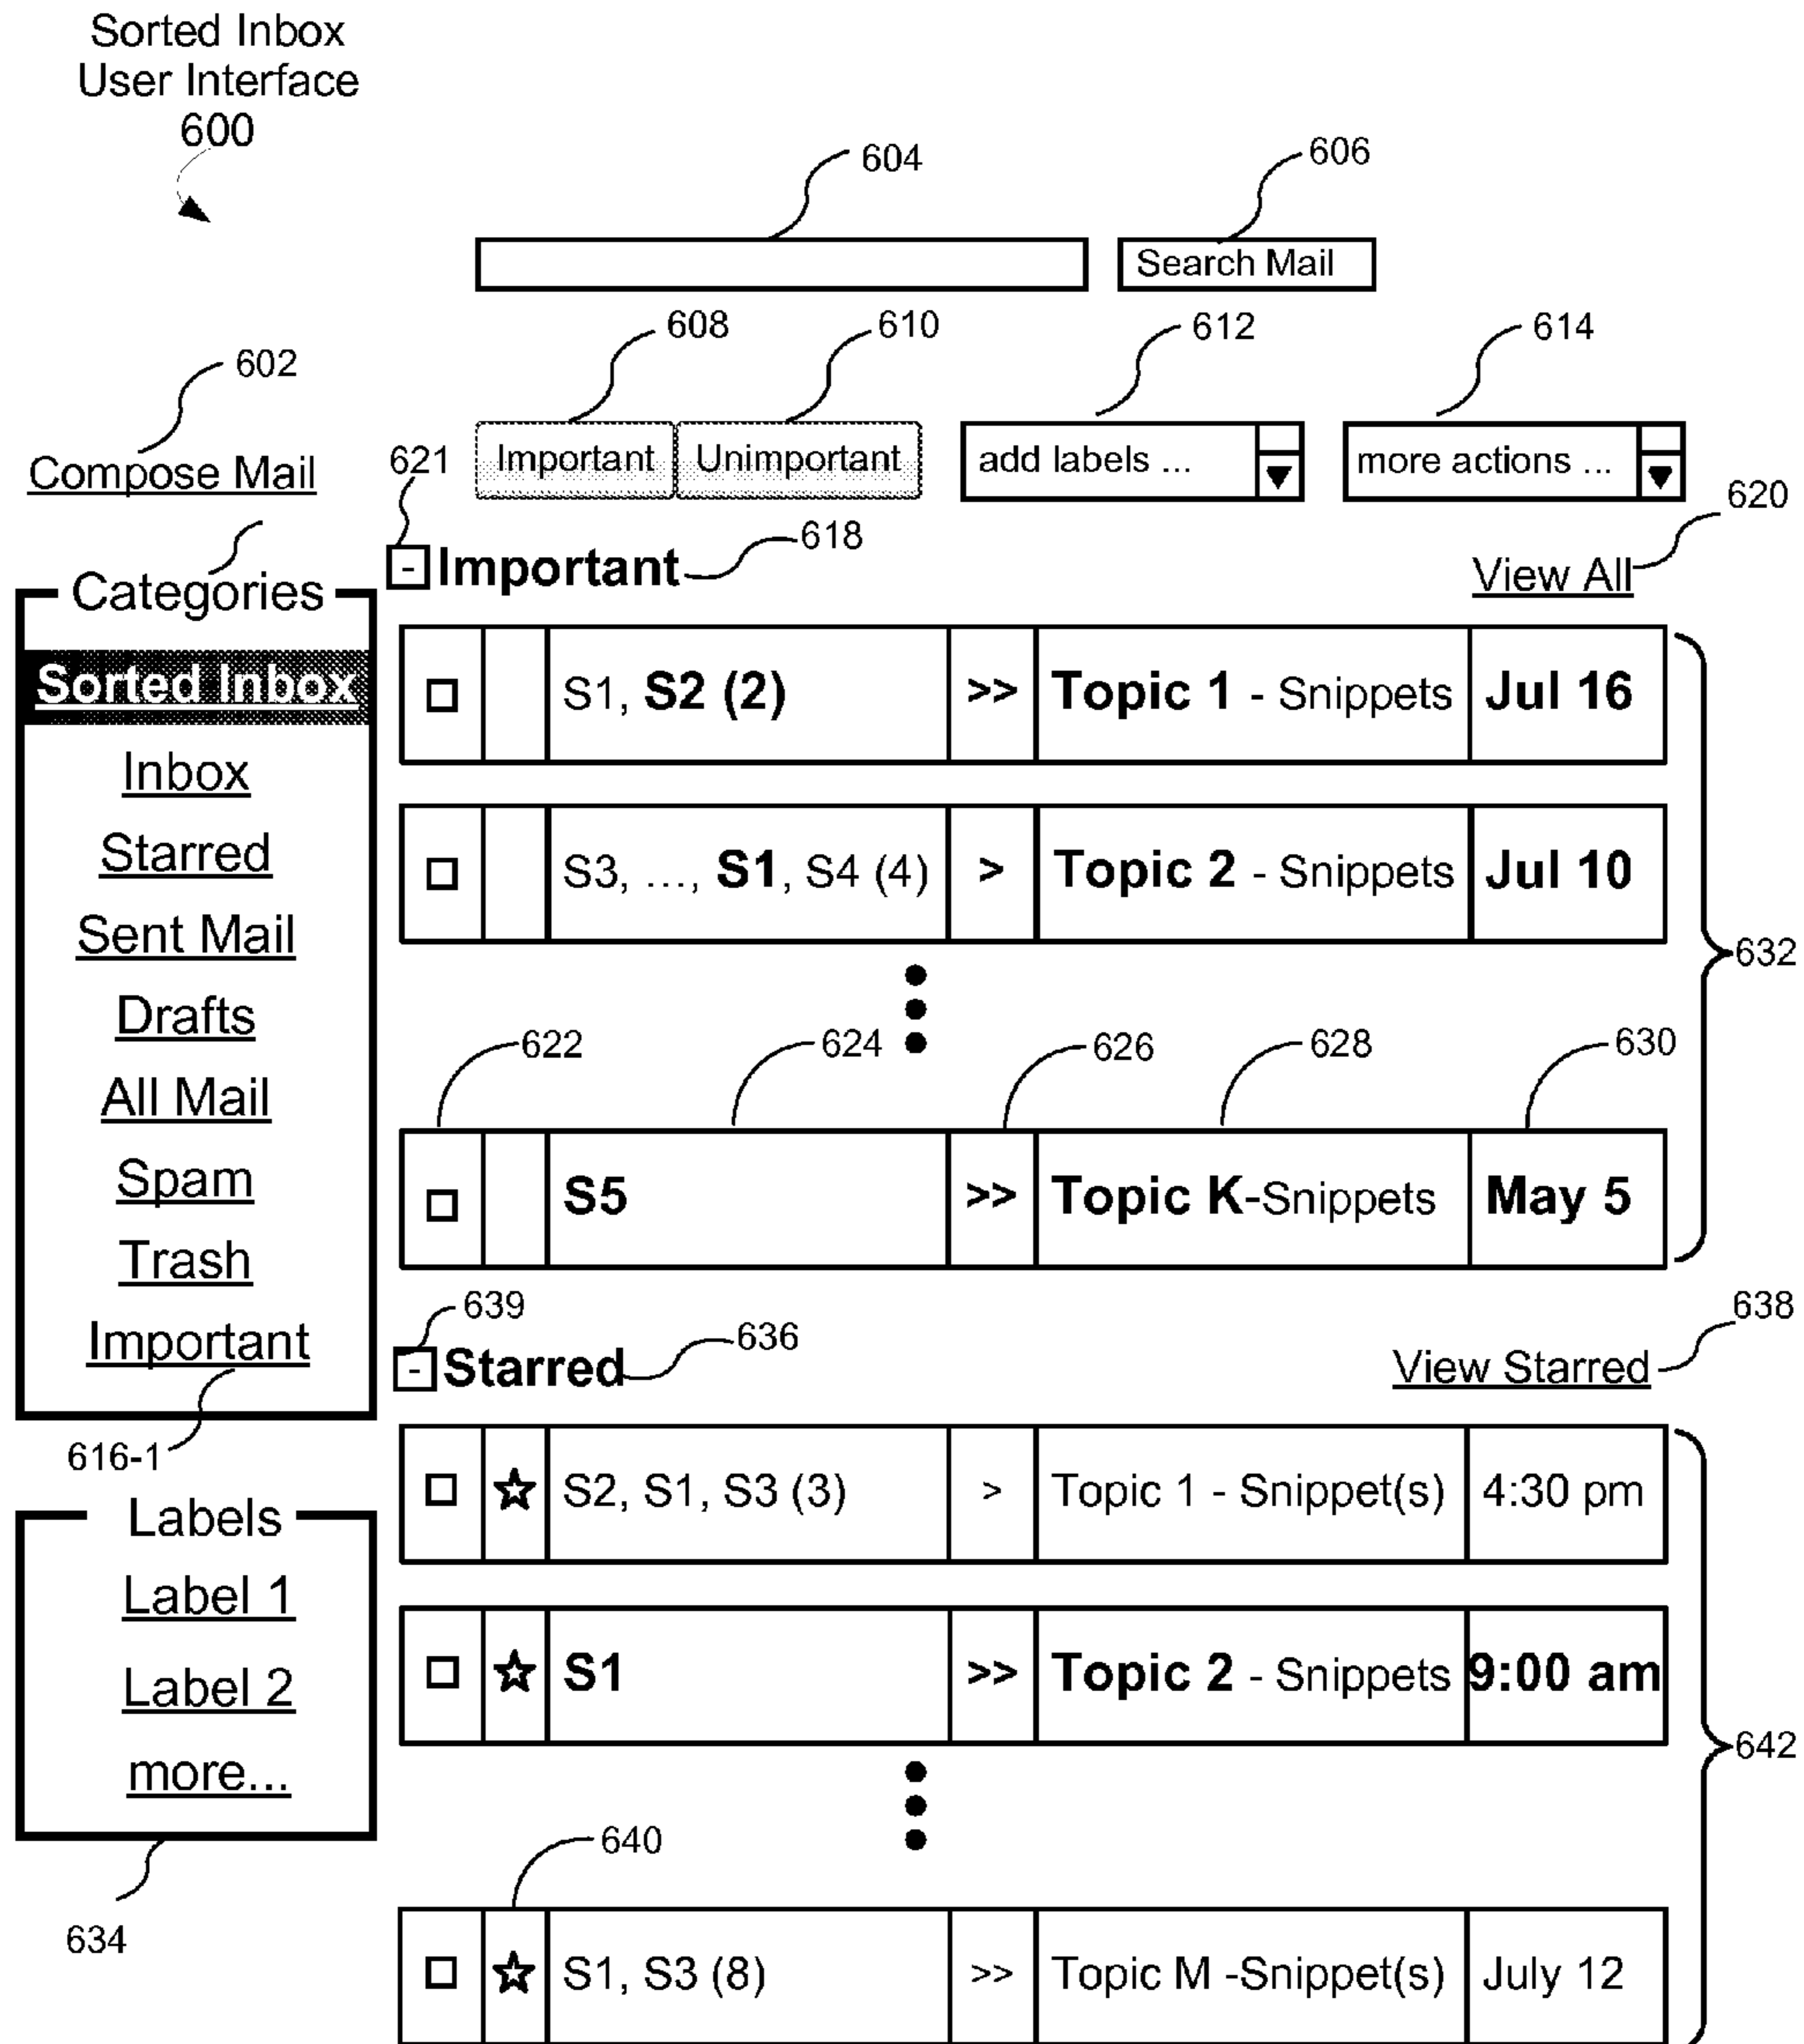 Sorted Inbox
User Interface
600
604
606
Search Mail
608
610
612
614
602
Compose Mail
621
Important
Unimportant
add labels ...
more actions ...
620
- Important
618
View All
Categories
Sorted Inbox
Inbox
Starred
Sent Mail
Drafts
All Mail
Spam
Trash
Important
616-1
Labels
Label 1
Label 2
more...
634
S1, S2 (2) >> Topic 1 - Snippets Jul 16
S3, ..., S1, S4 (4) > Topic 2 - Snippets Jul 10
632
622
624
626
628
630
S5 >> Topic K-Snippets May 5
639
- Starred
636
View Starred
638
S2, S1, S3 (3) > Topic 1 - Snippet(s) 4:30 pm
S1 >> Topic 2 - Snippets 9:00 am
642
640
S1, S3 (8) >> Topic M -Snippet(s) July 12